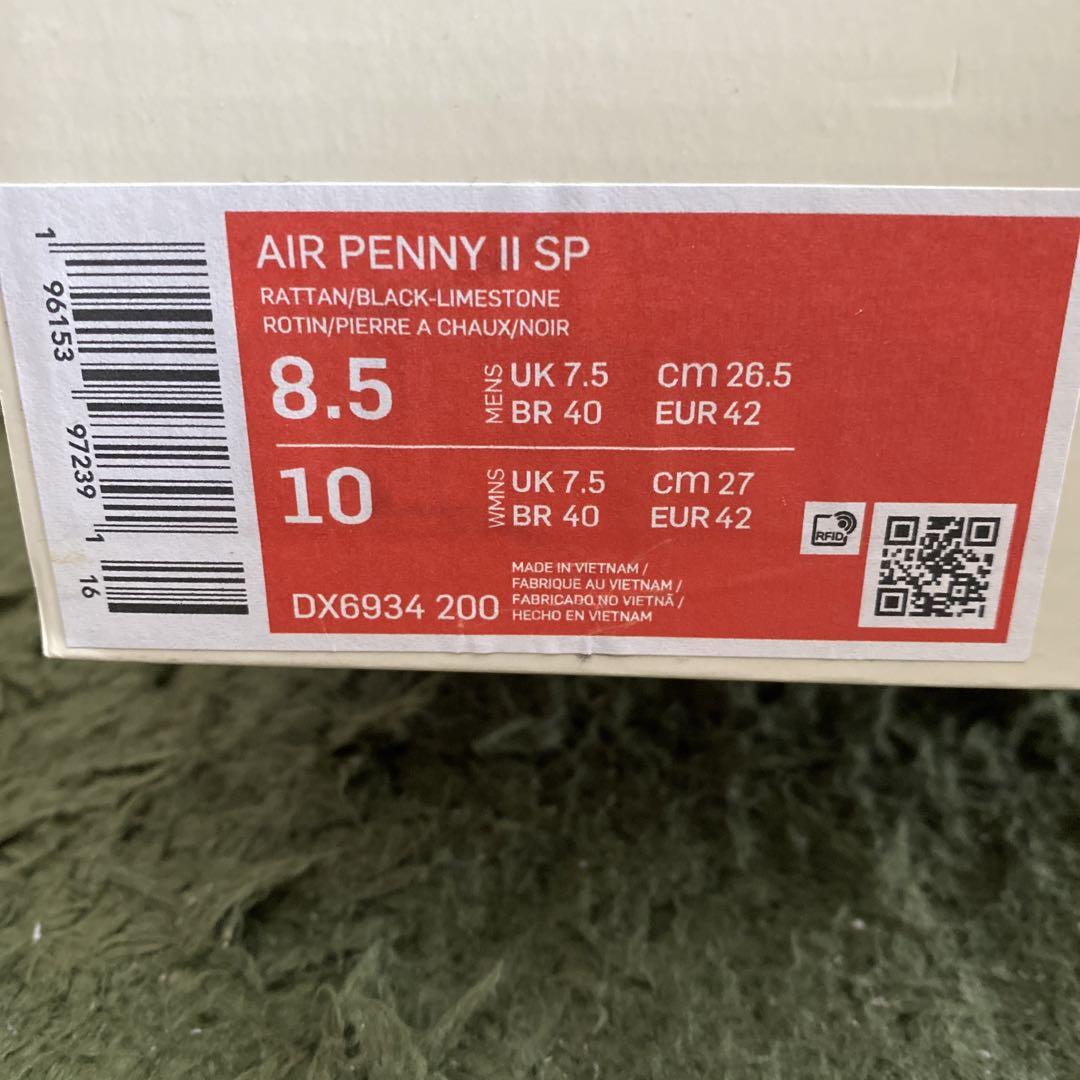 AIR PENNY II SP
RATTAN/BLACK-LIMESTONE
ROTIN/PIERRE A CHAUX/NOIR
8.5
MENS
UK 7.5 cm 26.5
BR 40 EUR 42
10
WMNS
UK 7.5 cm 27
BR 40 EUR 42
DX6934 200
MADE IN VIETNAM /
FABRIQUE AU VIETNAM /
FABRICADO NO VIETNÃ /
HECHO EN VIETNAM
RFID
1 96153 97239 1 16